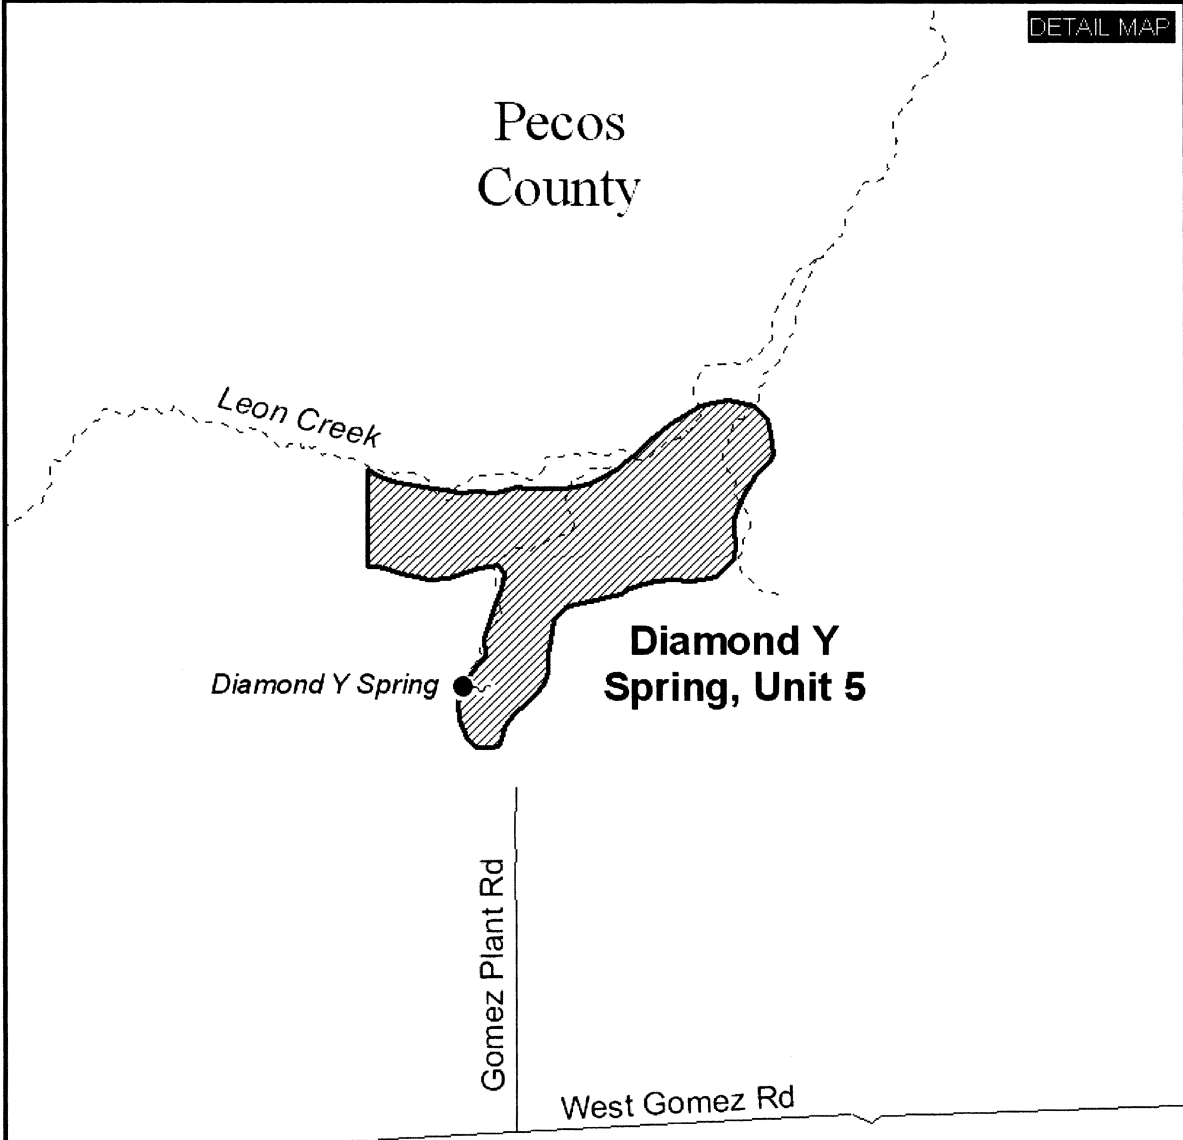 DETAIL MAP
Pecos
County
Leon Creek
Diamond Y
Spring, Unit 5
Diamond Y Spring
Gomez Plant Rd
West Gomez Rd